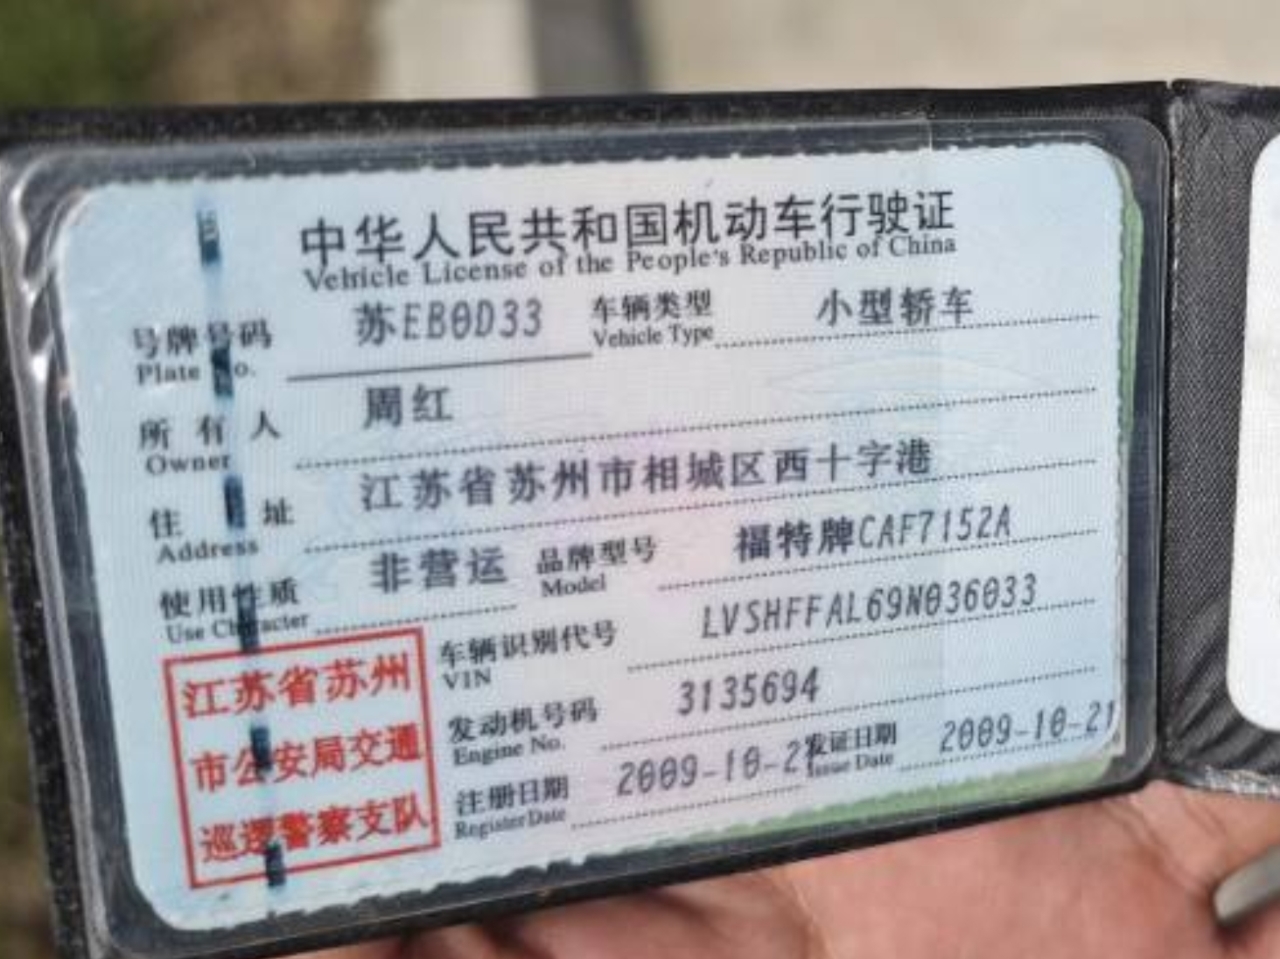 中华人民共和国机动车行驶证
Vehicle License of the People's Republic of China
号牌号码 苏EB0D33 车辆类型 小型轿车
Plate No. Vehicle Type
所有人 周红
Owner
住址 江苏省苏州市相城区西十字港
Address
使用性质 非营运 品牌型号 福特牌CAF7152A
Use Character Model
车辆识别代号 LVSHFFAL69N036033
VIN
发动机号码 3135694
Engine No.
注册日期 2009-10-21 发证日期 2009-10-21
Register Date Issue Date
江苏省苏州
市公安局交通
巡逻警察支队